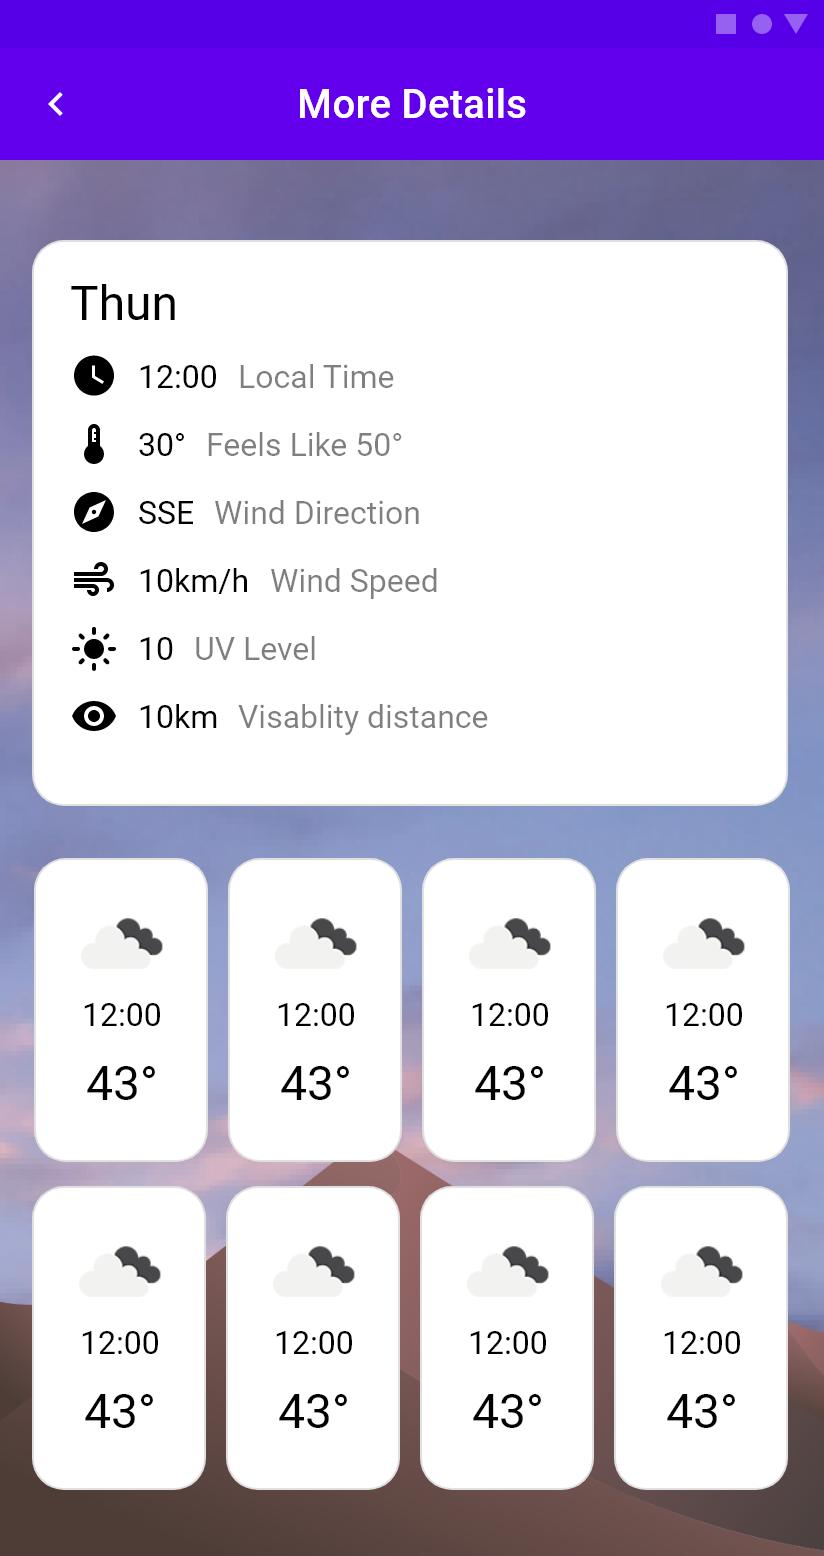 More Details
Thun
12:00 Local Time
30° Feels Like 50°
SSE Wind Direction
10km/h Wind Speed
10 UV Level
10km Visablity distance
12:00 12:00 12:00 12:00
43° 43° 43° 43°
12:00 12:00 12:00 12:00
43° 43° 43° 43°